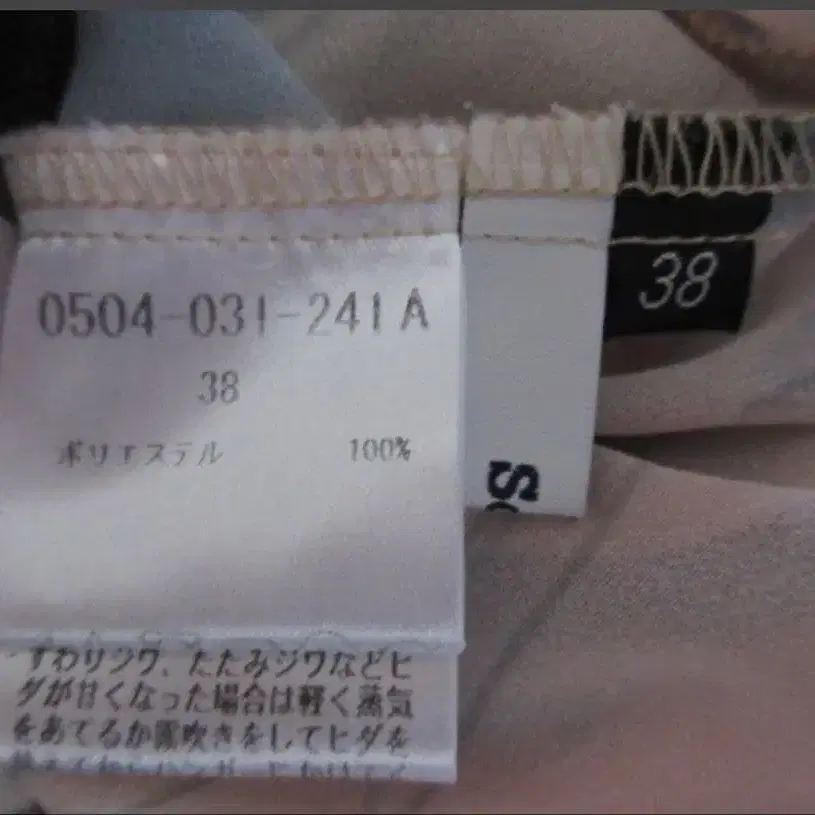 0504-031-241A
38
ポリエステル 100%
すわりジワ、たたみジワなどヒ
ダが甘くなった場合は軽く蒸気
をあてるか霧吹きをしてヒダを
38
S